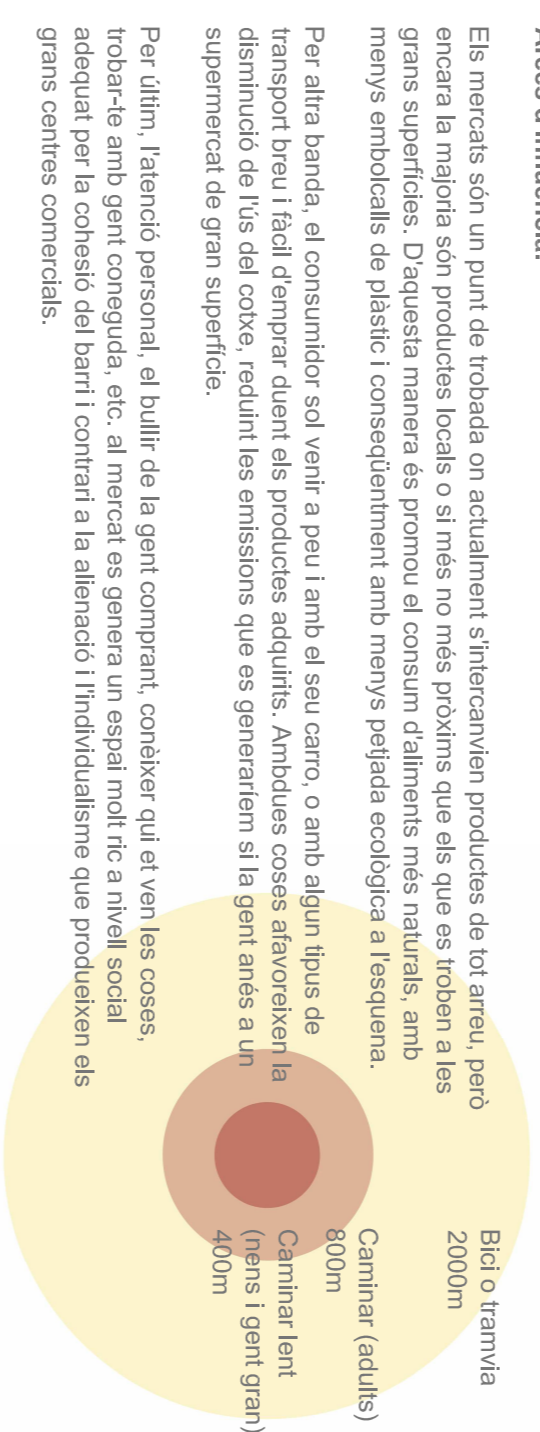 Els mercats són un punt de trobada on actualment s'intercanvien productes de tot arreu, però
encara la majoria són productes locals o si més no més pròxims que els que es troben a les
grans superfícies. D'aquesta manera és promou el consum d'aliments més naturals, amb
menys embolcalls de plàstic i conseqüentment amb menys petjada ecològica a l'esquena.
Per altra banda, el consumidor sol venir a peu i amb el seu carro, o amb algun tipus de
transport breu i fàcil d'emprar duent els productes adquirits. Ambdues coses afavoreixen la
disminució de l'ús del cotxe, reduint les emissions que es generaríem si la gent anés a un
supermercat de gran superfície.
Per últim, l'atenció personal, el bullir de la gent comprant, conèixer qui et ven les coses,
trobar-te amb gent coneguda, etc. al mercat es genera un espai molt ric a nivell social
adequat per la cohesió del barri i contrari a la alienació i l'individualisme que produeixen els
grans centres comercials.
Bici o tramvia
2000m
Caminar (adults)
800m
Caminar lent
(nens i gent gran)
400m